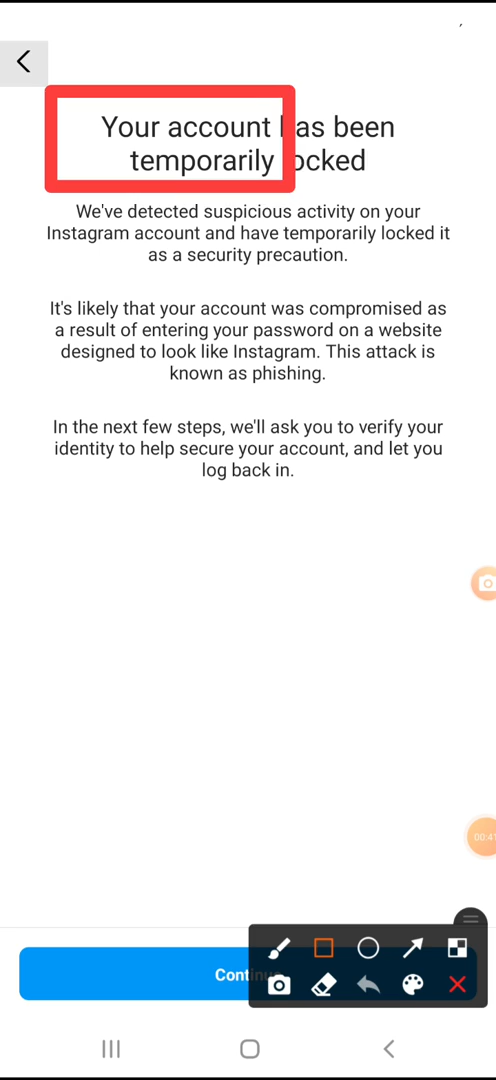 Your account has been
temporarily locked
We've detected suspicious activity on your
Instagram account and have temporarily locked it
as a security precaution.
It's likely that your account was compromised as
a result of entering your password on a website
designed to look like Instagram. This attack is
known as phishing.
In the next few steps, we'll ask you to verify your
identity to help secure your account, and let you
log back in.
Continue